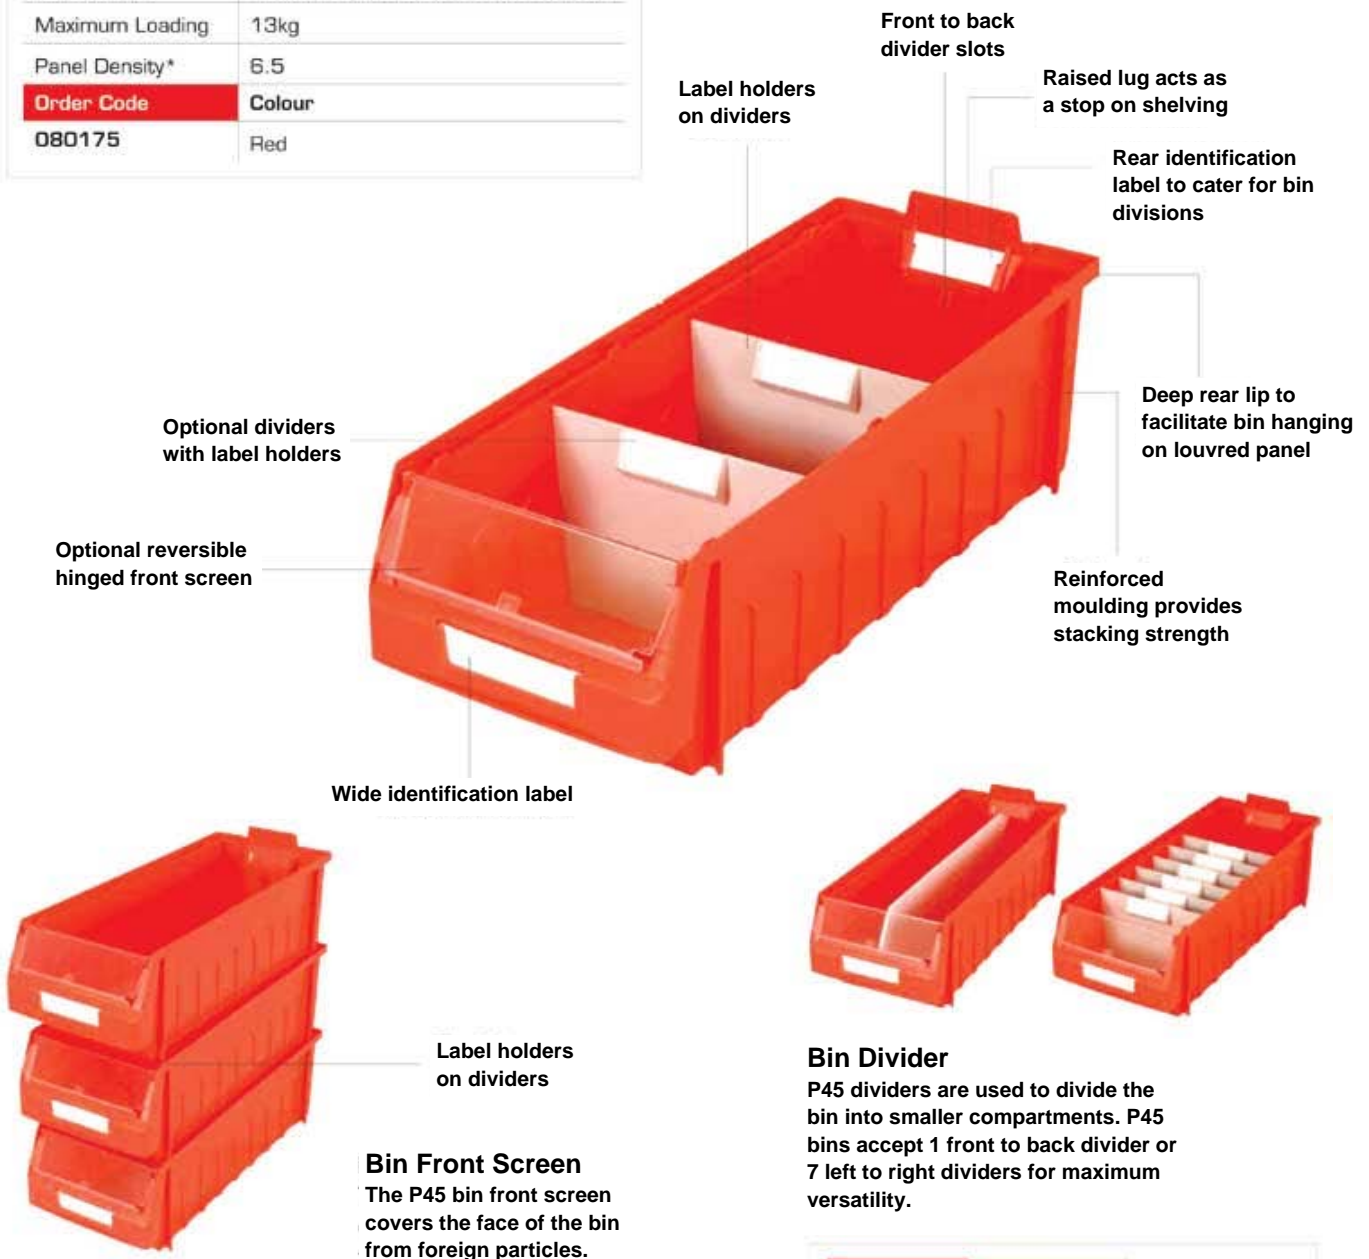 Maximum Loading 13kg
Panel Density* 6.5
Order Code Colour
080175 Red
Front to back
divider slots
Label holders
on dividers
Raised lug acts as
a stop on shelving
Rear identification
label to cater for bin
divisions
Optional dividers
with label holders
Deep rear lip to
facilitate bin hanging
on louvred panel
Optional reversible
hinged front screen
Reinforced
moulding provides
stacking strength
Wide identification label
Label holders
on dividers
Bin Front Screen
The P45 bin front screen
covers the face of the bin
from foreign particles.
Bin Divider
P45 dividers are used to divide the
bin into smaller compartments. P45
bins accept 1 front to back divider or
7 left to right dividers for maximum
versatility.